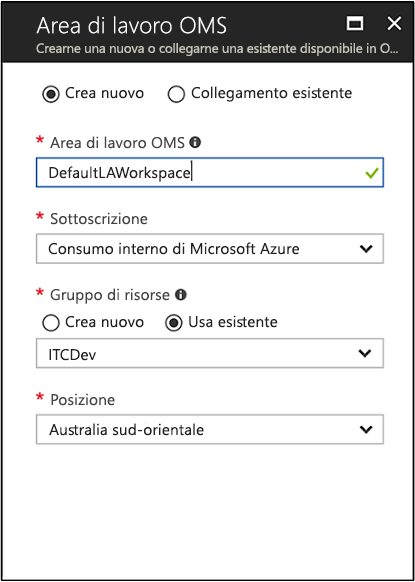 Area di lavoro OMS
Crearne una nuova o collegarne una esistente disponibile in O...
Crea nuovo Collegamento esistente
* Area di lavoro OMS
DefaultLAWorkspace
* Sottoscrizione
Consumo interno di Microsoft Azure
* Gruppo di risorse
Crea nuovo Usa esistente
ITCDev
* Posizione
Australia sud-orientale